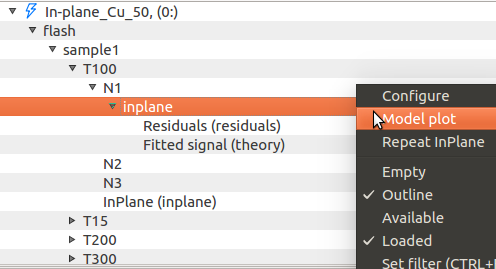 In-plane_Cu_50, (0:)
flash
sample1
T100
N1
inplane
Residuals (residuals)
Fitted signal (theory)
N2
N3
InPlane (inplane)
T15
T200
T300
Configure
Model plot
Repeat InPlane
Empty
Outline
Available
Loaded
Set filter (CTRL+